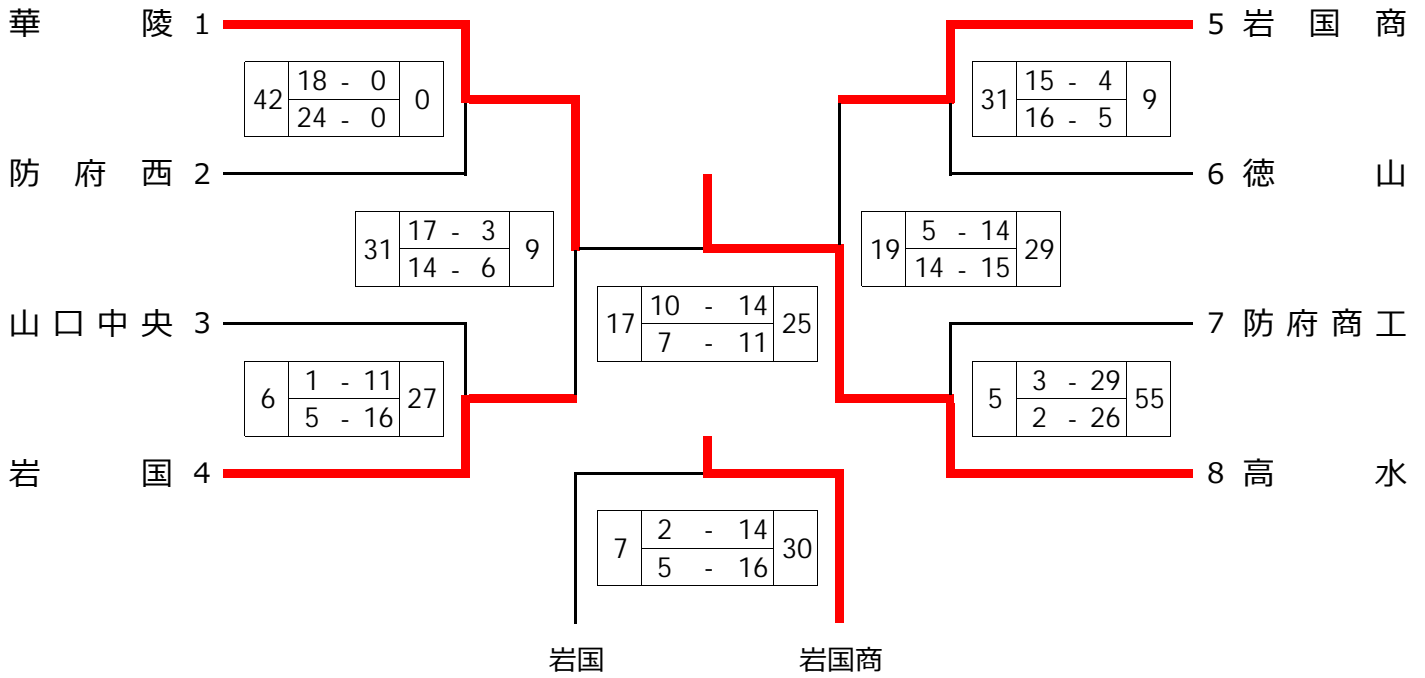 華陵 1
5 岩国商
42 18 - 0 0
24 - 0
31 15 - 4 9
16 - 5
防府西 2
6 徳山
31 17 - 3 9
14 - 6
19 5 - 14 29
14 - 15
17 10 - 14 25
7 - 11
山口中央 3
7 防府商工
6 1 - 11 27
5 - 16
5 3 - 29 55
2 - 26
岩国 4
8 高水
7 2 - 14 30
5 - 16
岩国
岩国商